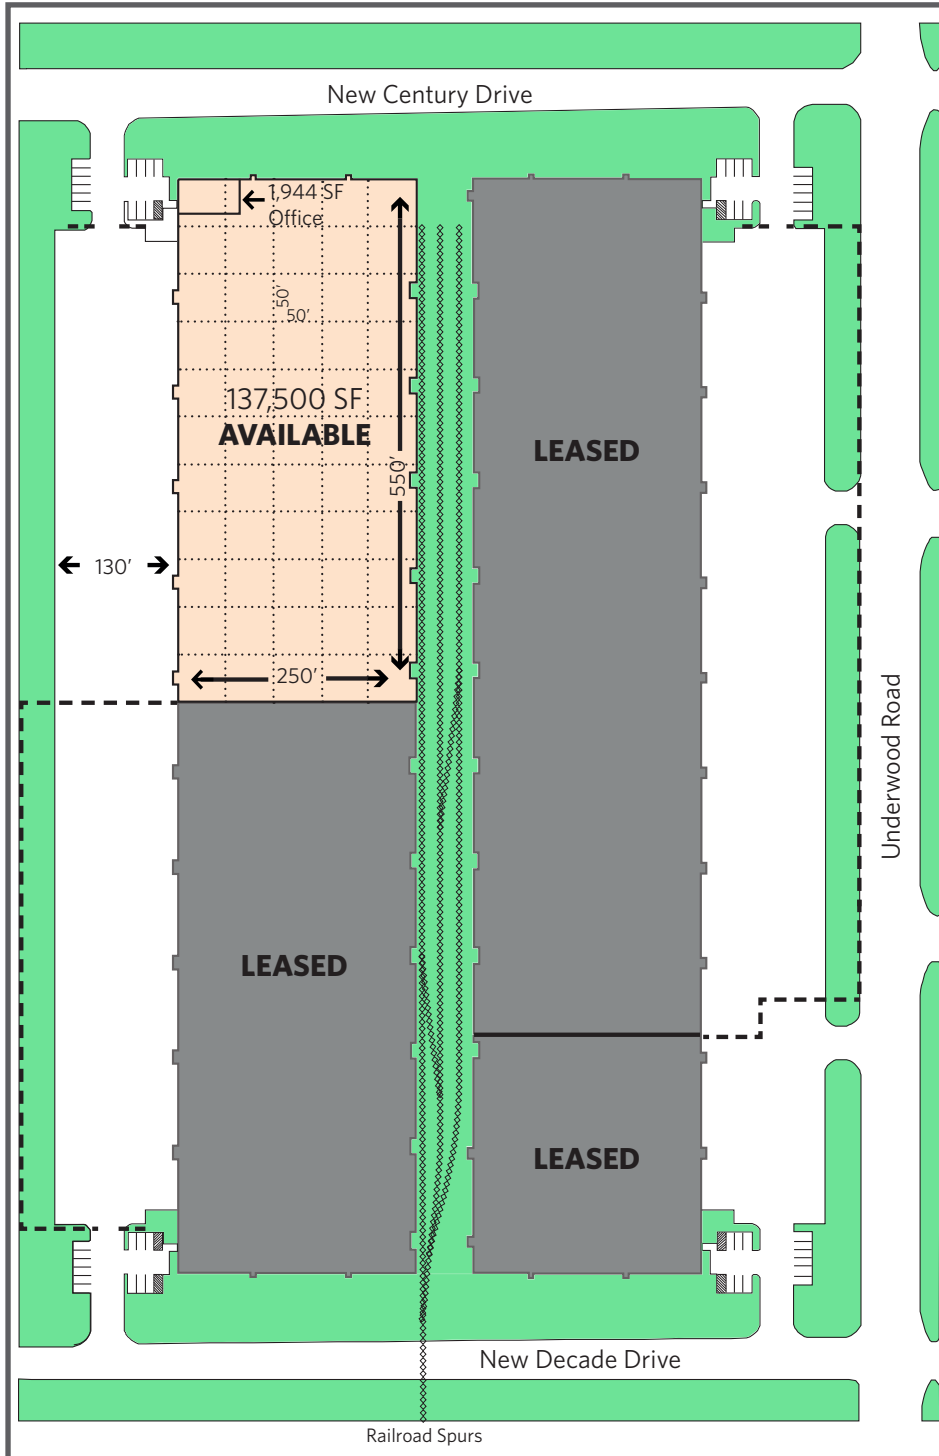 New Century Drive
1,944 SF
Office
50'
50'
137,500 SF
AVAILABLE
550'
LEASED
130'
250'
Underwood Road
LEASED
LEASED
New Decade Drive
Railroad Spurs